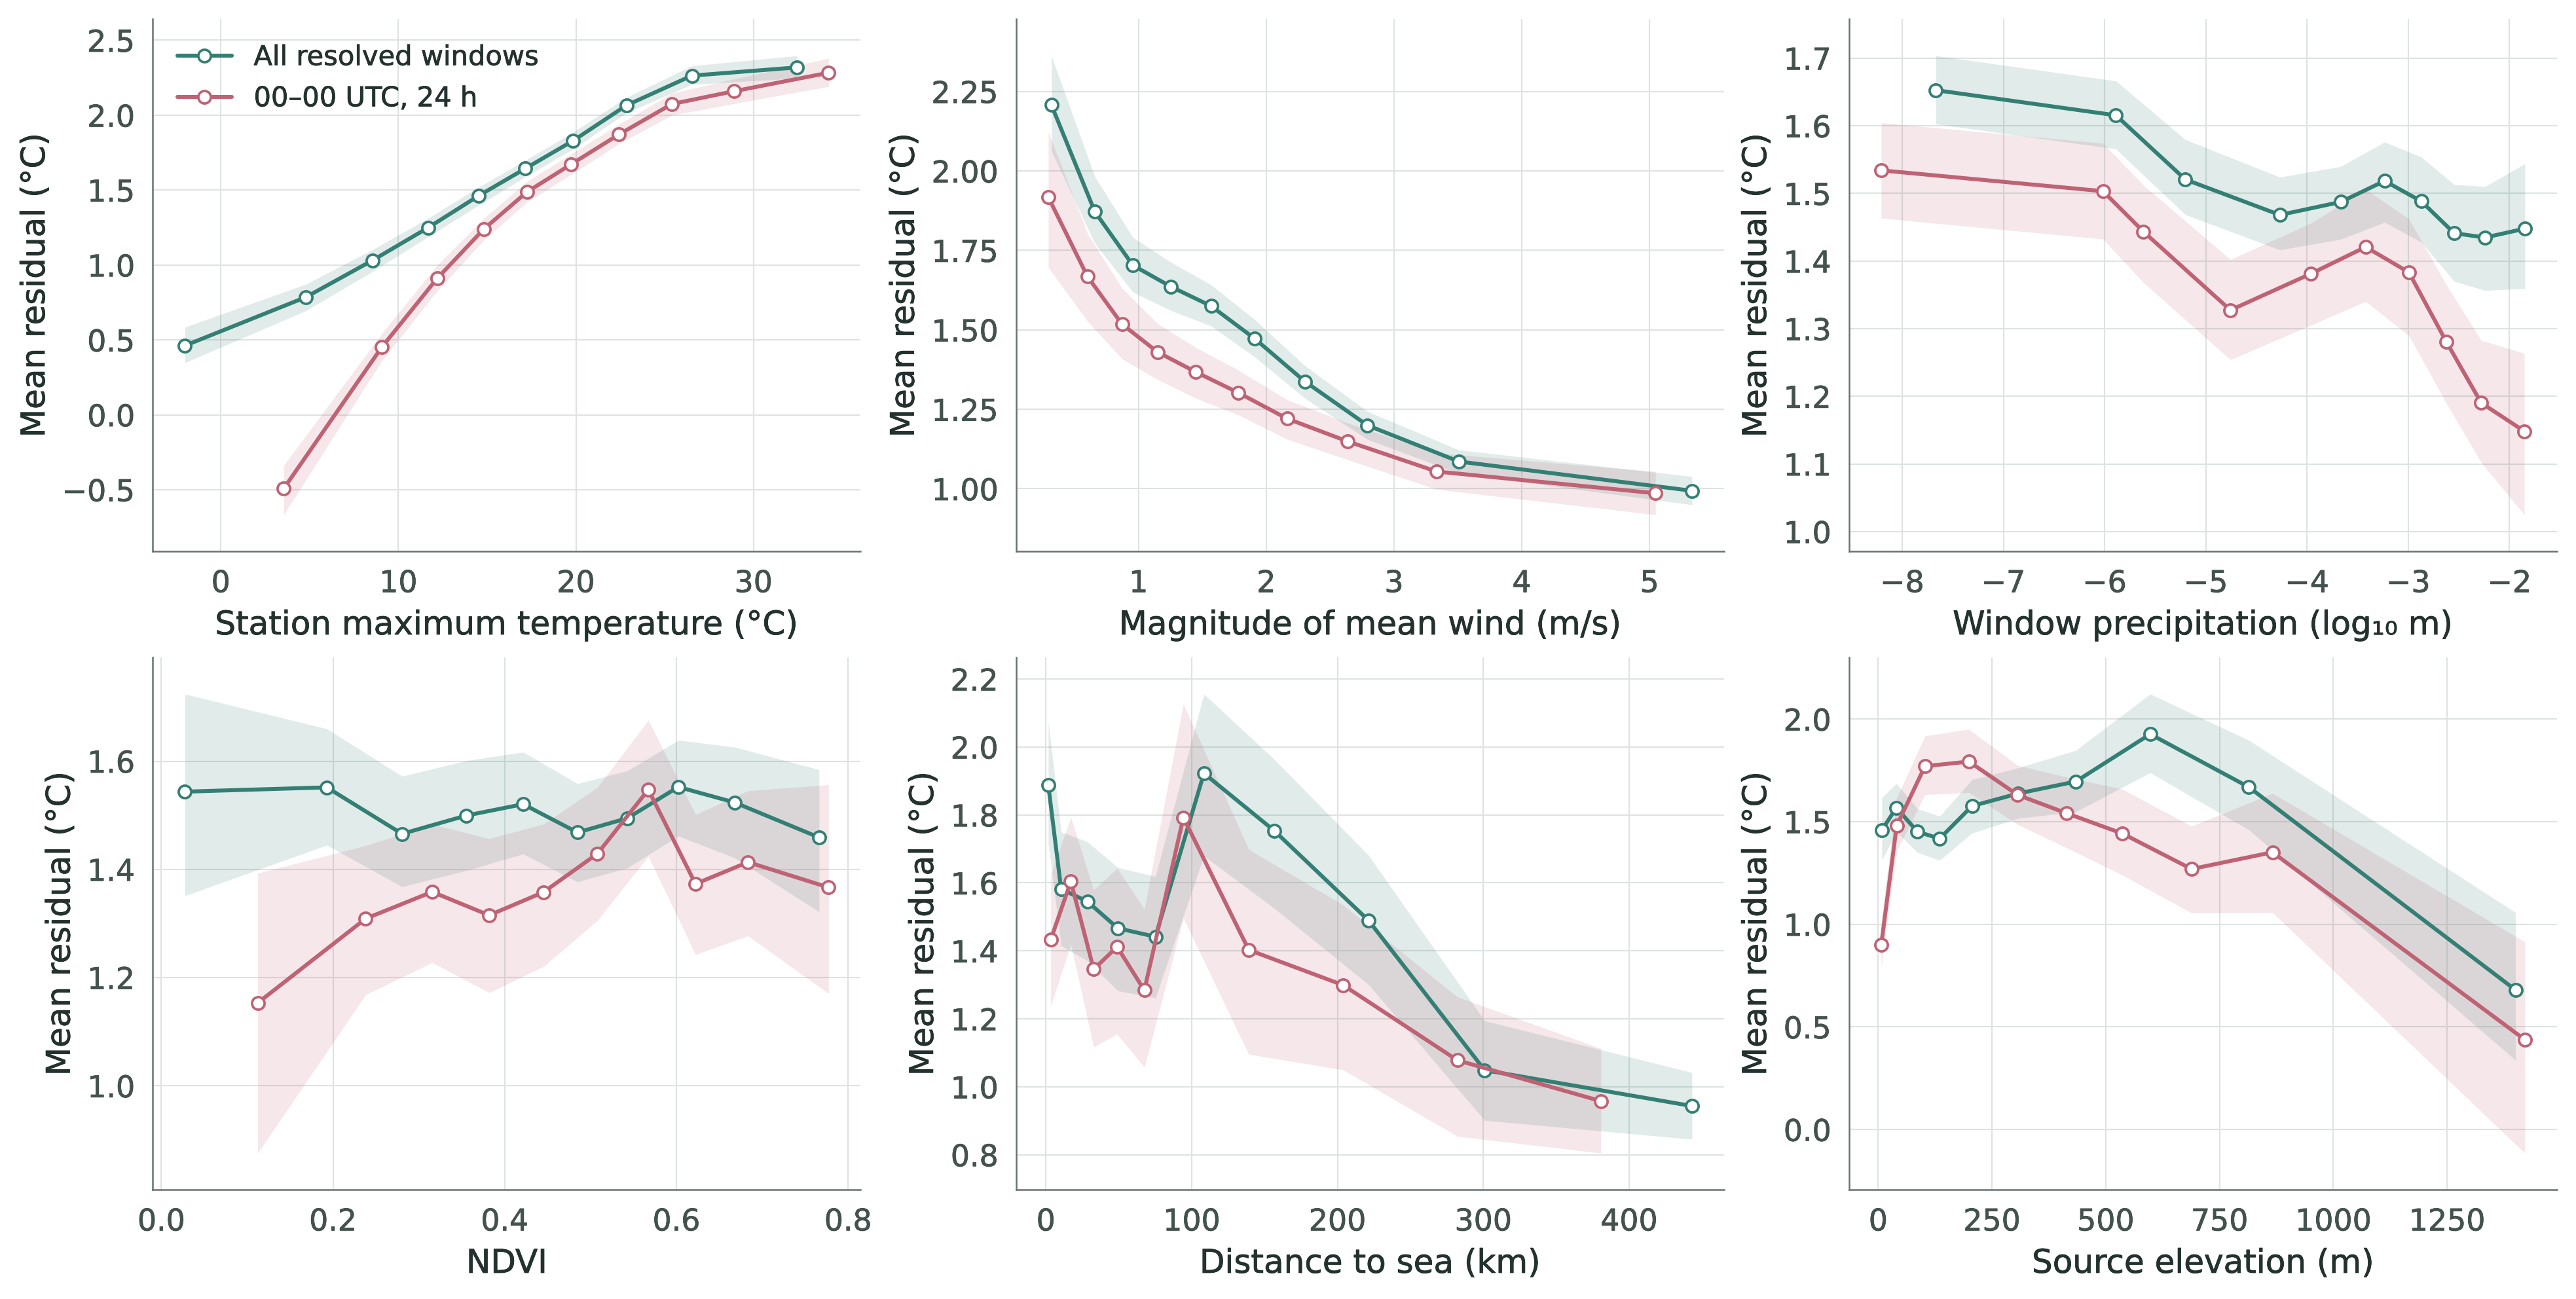 All resolved windows
00–00 UTC, 24 h
Mean residual (°C)
2.5
2.0
1.5
1.0
0.5
0.0
−0.5
0 10 20 30
Station maximum temperature (°C)
Mean residual (°C)
2.25
2.00
1.75
1.50
1.25
1.00
1 2 3 4 5
Magnitude of mean wind (m/s)
Mean residual (°C)
1.7
1.6
1.5
1.4
1.3
1.2
1.1
1.0
−8 −7 −6 −5 −4 −3 −2
Window precipitation (log₁₀ m)
Mean residual (°C)
1.6
1.4
1.2
1.0
0.0 0.2 0.4 0.6 0.8
NDVI
Mean residual (°C)
2.2
2.0
1.8
1.6
1.4
1.2
1.0
0.8
0 100 200 300 400
Distance to sea (km)
Mean residual (°C)
2.0
1.5
1.0
0.5
0.0
0 250 500 750 1000 1250
Source elevation (m)